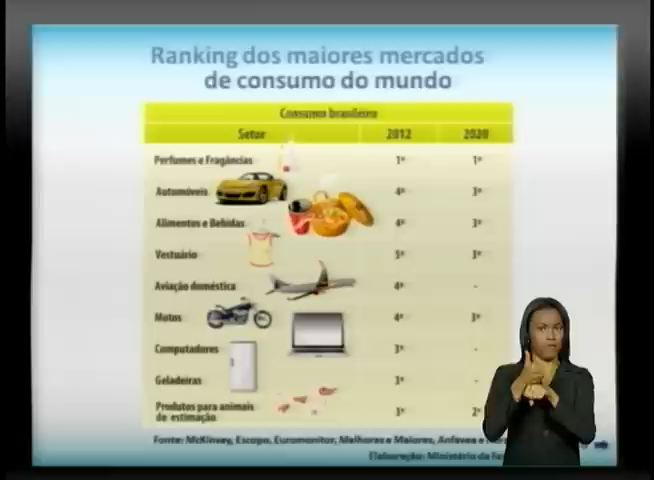 Ranking dos maiores mercados
de consumo do mundo
Consumo brasileiro
Setor 2012 2020
Perfumes e Fragâncias 1º 1º
Automóveis 4º 3º
Alimentos e Bebidas 4º 3º
Vestuário 5º 3º
Aviação doméstica 4º -
Motos 4º 3º
Computadores 3º -
Geladeiras 3º -
Produtos para animais
de estimação 3º 2º
Fonte: McKinsey, Escopo, Euromonitor, Melhores e Maiores, Anfavea e
Elaboração: Ministério da